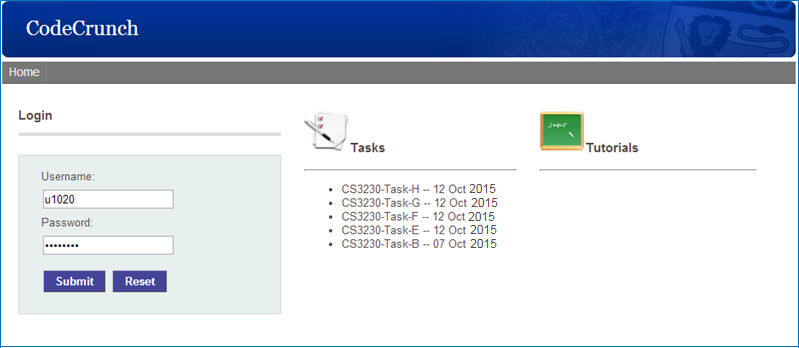 CodeCrunch
Home
Login
Username:
u1020
Password:
••••••••
Submit Reset
Tasks
CS3230-Task-H -- 12 Oct 2015
CS3230-Task-G -- 12 Oct 2015
CS3230-Task-F -- 12 Oct 2015
CS3230-Task-E -- 12 Oct 2015
CS3230-Task-B -- 07 Oct 2015
Tutorials